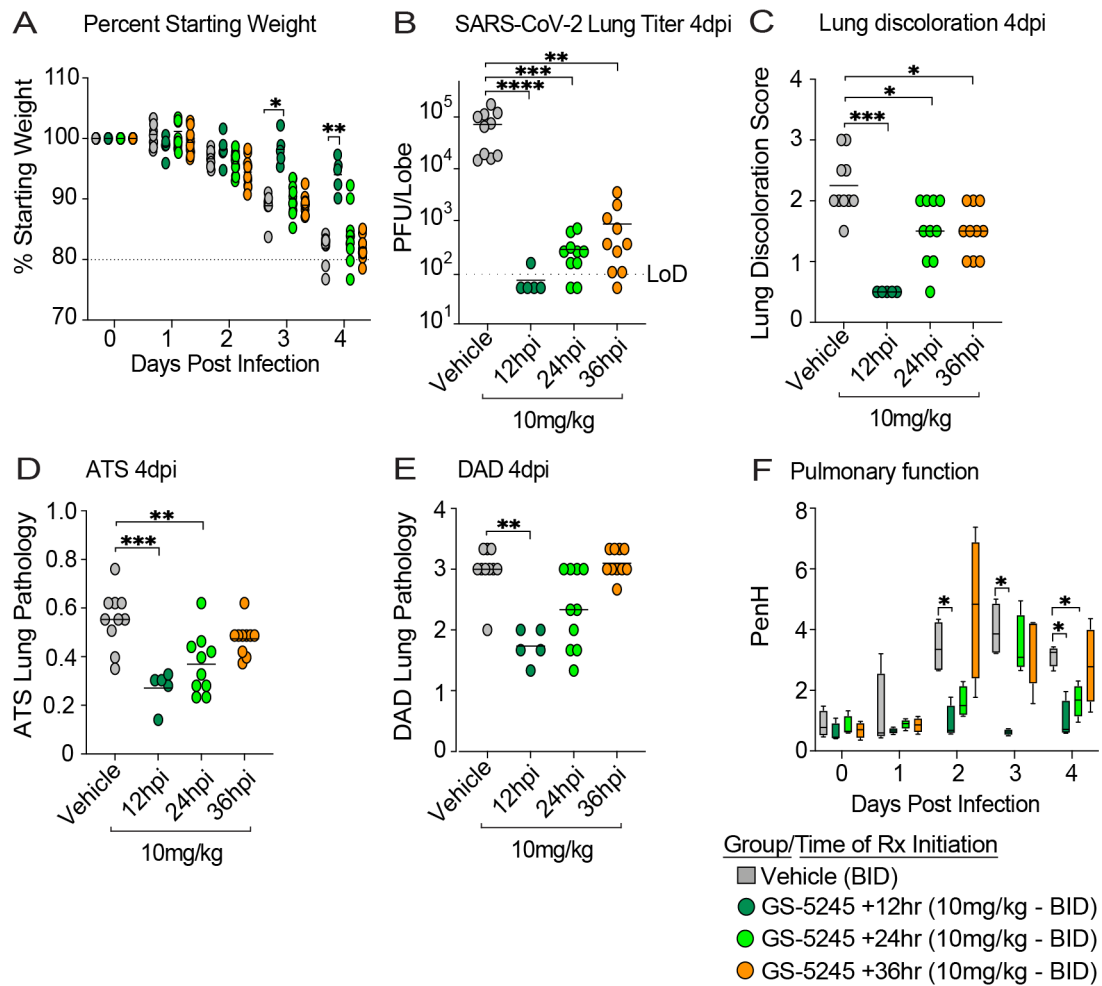 A Percent Starting Weight
% Starting Weight
110
100
90
80
70
0 1 2 3 4
Days Post Infection
* **
B SARS-CoV-2 Lung Titer 4dpi
PFU/Lobe
10^5
10^4
10^3
10^2
10^1
**
***
****
LoD
Vehicle 12hpi 24hpi 36hpi
10mg/kg
C Lung discoloration 4dpi
Lung Discoloration Score
4
3
2
1
0
*
*
***
Vehicle 12hpi 24hpi 36hpi
10mg/kg
D ATS 4dpi
ATS Lung Pathology
1.0
0.8
0.6
0.4
0.2
0
**
***
Vehicle 12hpi 24hpi 36hpi
10mg/kg
E DAD 4dpi
DAD Lung Pathology
4
3
2
1
0
**
Vehicle 12hpi 24hpi 36hpi
10mg/kg
F Pulmonary function
PenH
8
6
4
2
0
* * * *
0 1 2 3 4
Days Post Infection
Group/Time of Rx Initiation
Vehicle (BID)
GS-5245 +12hr (10mg/kg - BID)
GS-5245 +24hr (10mg/kg - BID)
GS-5245 +36hr (10mg/kg - BID)